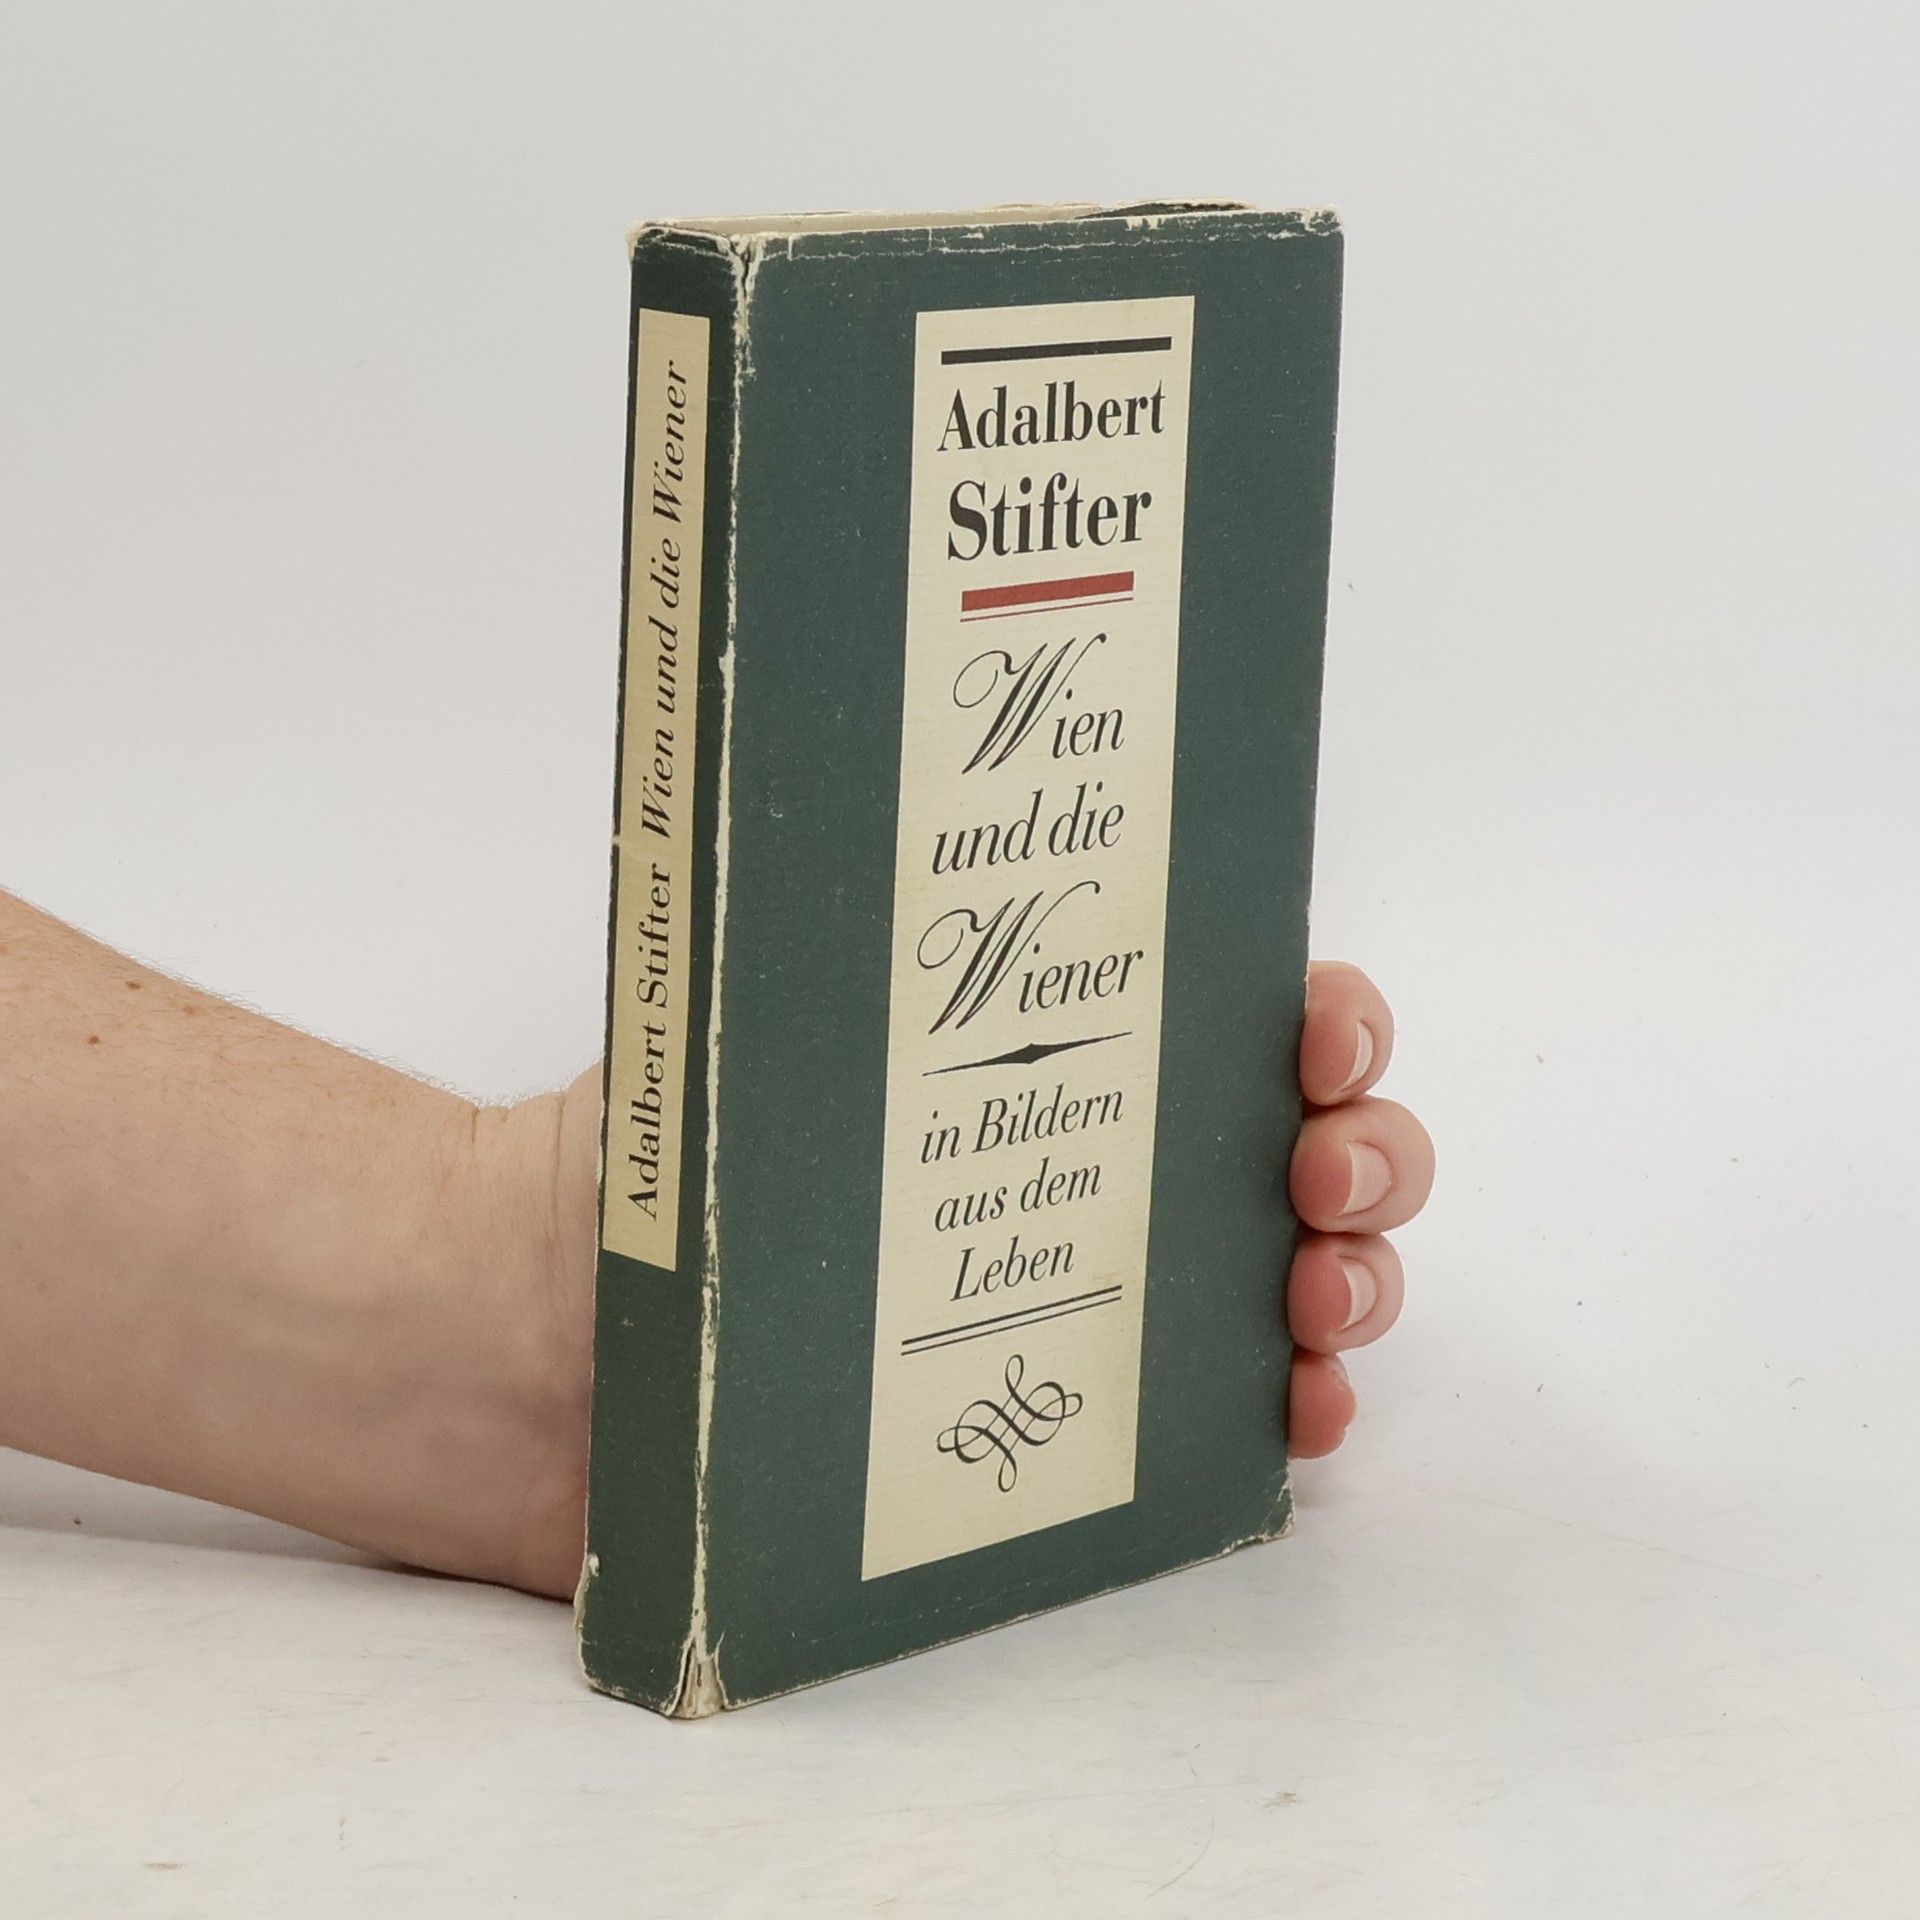 Adalbert Stifter Wien und die Wiener
Adalbert
Stifter
Wien
und die
Wiener
in Bildern
aus dem
Leben